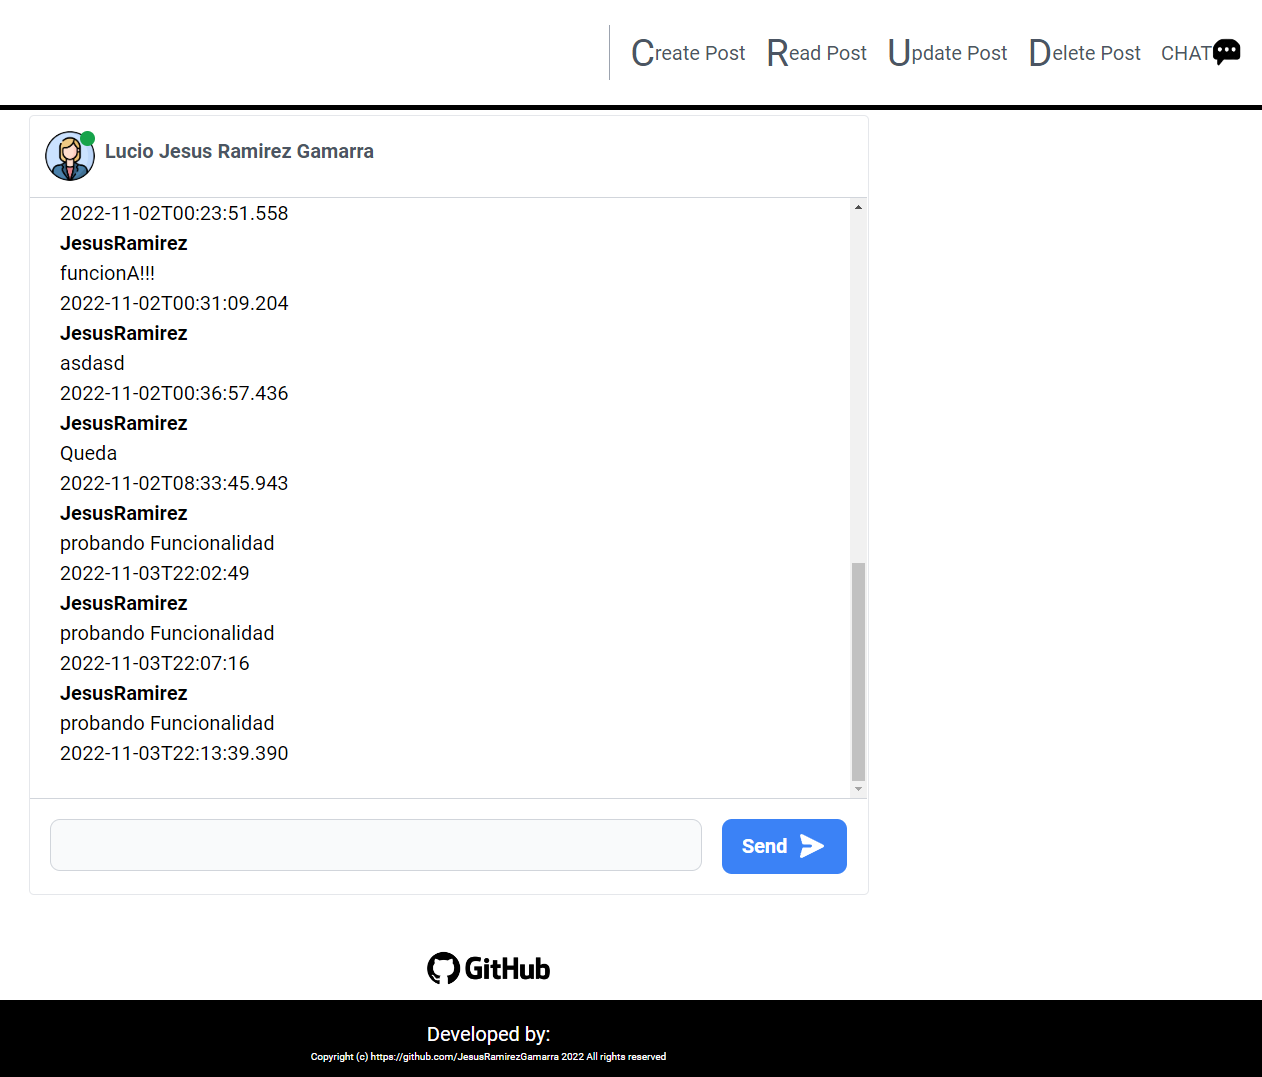 Create Post Read Post Update Post Delete Post CHAT
Lucio Jesus Ramirez Gamarra
2022-11-02T00:23:51.558
JesusRamirez
funcionA!!!
2022-11-02T00:31:09.204
JesusRamirez
asdasd
2022-11-02T00:36:57.436
JesusRamirez
Queda
2022-11-02T08:33:45.943
JesusRamirez
probando Funcionalidad
2022-11-03T22:02:49
JesusRamirez
probando Funcionalidad
2022-11-03T22:07:16
JesusRamirez
probando Funcionalidad
2022-11-03T22:13:39.390
Send
GitHub
Developed by:
Copyright (c) https://github.com/JesusRamirezGamarra 2022 All rights reserved